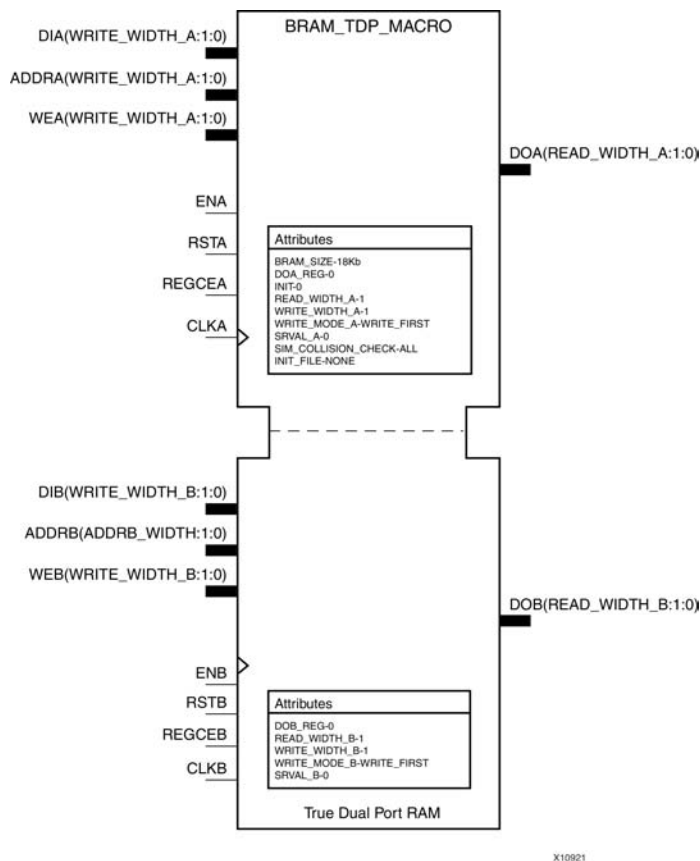 BRAM_TDP_MACRO
DIA(WRITE_WIDTH_A:1:0)
ADDRA(WRITE_WIDTH_A:1:0)
WEA(WRITE_WIDTH_A:1:0)
DOA(READ_WIDTH_A:1:0)
ENA
RSTA
REGCEA
CLKA
Attributes
BRAM_SIZE-18Kb
DOA_REG-0
INIT-0
READ_WIDTH_A-1
WRITE_WIDTH_A-1
WRITE_MODE_A-WRITE_FIRST
SRVAL_A-0
SIM_COLLISION_CHECK-ALL
INIT_FILE-NONE
DIB(WRITE_WIDTH_B:1:0)
ADDRB(ADDRB_WIDTH:1:0)
WEB(WRITE_WIDTH_B:1:0)
DOB(READ_WIDTH_B:1:0)
ENB
RSTB
REGCEB
CLKB
Attributes
DOB_REG-0
READ_WIDTH_B-1
WRITE_WIDTH_B-1
WRITE_MODE_B-WRITE_FIRST
SRVAL_B-0
True Dual Port RAM
X10921